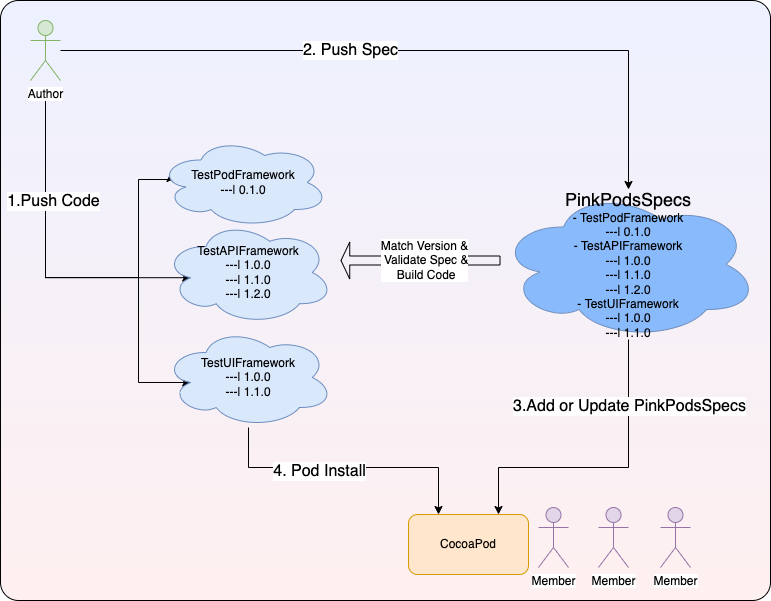 2. Push Spec
Author
1.Push Code
TestPodFramework
---| 0.1.0
PinkPodsSpecs
- TestPodFramework
---| 0.1.0
- TestAPIFramework
---| 1.0.0
---| 1.1.0
---| 1.2.0
- TestUIFramework
---| 1.0.0
---| 1.1.0
TestAPIFramework
---| 1.0.0
---| 1.1.0
---| 1.2.0
Match Version &
Validate Spec &
Build Code
TestUIFramework
---| 1.0.0
---| 1.1.0
3.Add or Update PinkPodsSpecs
4. Pod Install
CocoaPod
Member
Member
Member